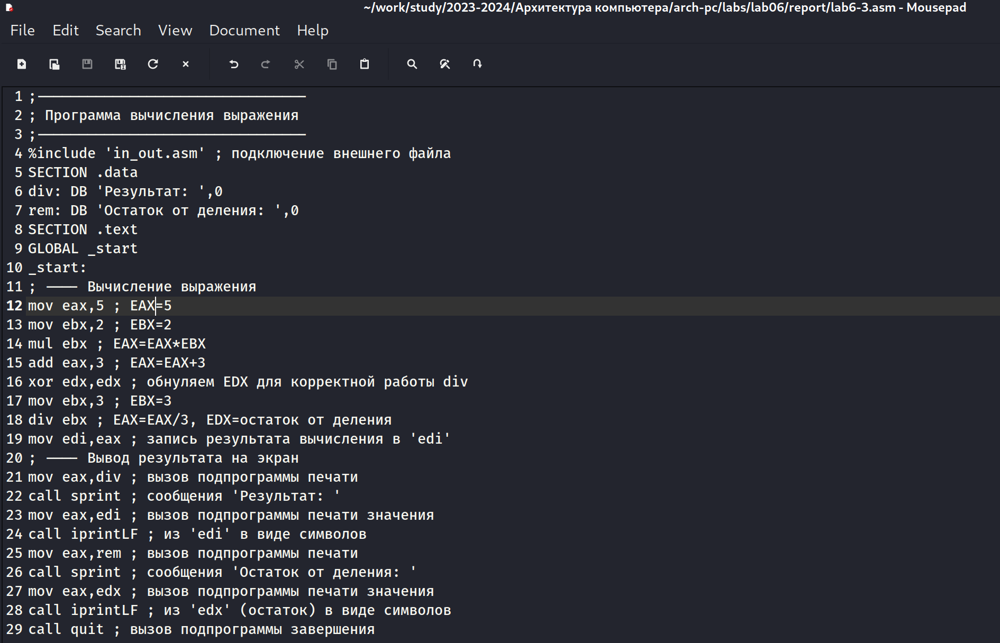 ~/work/study/2023-2024/Архитектура компьютера/arch-pc/labs/lab06/report/lab6-3.asm - Mousepad
File Edit Search View Document Help
1 ;--------------------------------
2 ; Программа вычисления выражения
3 ;--------------------------------
4 %include 'in_out.asm' ; подключение внешнего файла
5 SECTION .data
6 div: DB 'Результат: ',0
7 rem: DB 'Остаток от деления: ',0
8 SECTION .text
9 GLOBAL _start
10 _start:
11 ; ---- Вычисление выражения
12 mov eax,5 ; EAX=5
13 mov ebx,2 ; EBX=2
14 mul ebx ; EAX=EAX*EBX
15 add eax,3 ; EAX=EAX+3
16 xor edx,edx ; обнуляем EDX для корректной работы div
17 mov ebx,3 ; EBX=3
18 div ebx ; EAX=EAX/3, EDX=остаток от деления
19 mov edi,eax ; запись результата вычисления в 'edi'
20 ; ---- Вывод результата на экран
21 mov eax,div ; вызов подпрограммы печати
22 call sprint ; сообщения 'Результат: '
23 mov eax,edi ; вызов подпрограммы печати значения
24 call iprintLF ; из 'edi' в виде символов
25 mov eax,rem ; вызов подпрограммы печати
26 call sprint ; сообщения 'Остаток от деления: '
27 mov eax,edx ; вызов подпрограммы печати значения
28 call iprintLF ; из 'edx' (остаток) в виде символов
29 call quit ; вызов подпрограммы завершения